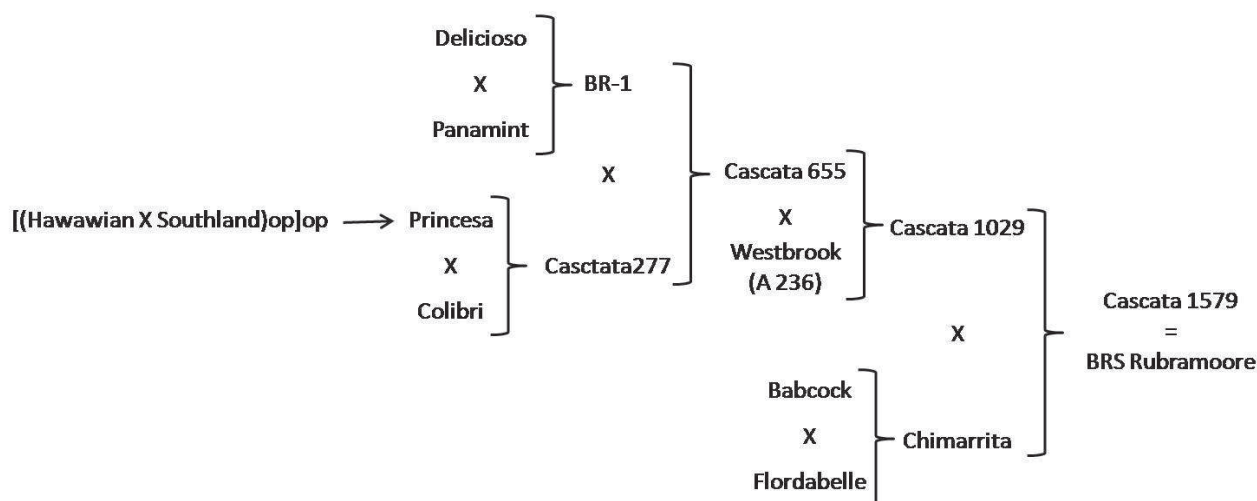 Delicioso
X
BR-1
Panamint
X
Cascata 655
[(Hawawian X Southland)op]op
Princesa
X
Cascata 1029
X
Casctata277
Westbrook
(A 236)
Colibri
Cascata 1579
X
=
BRS Rubramoore
Babcock
X
Chimarrita
Flordabelle